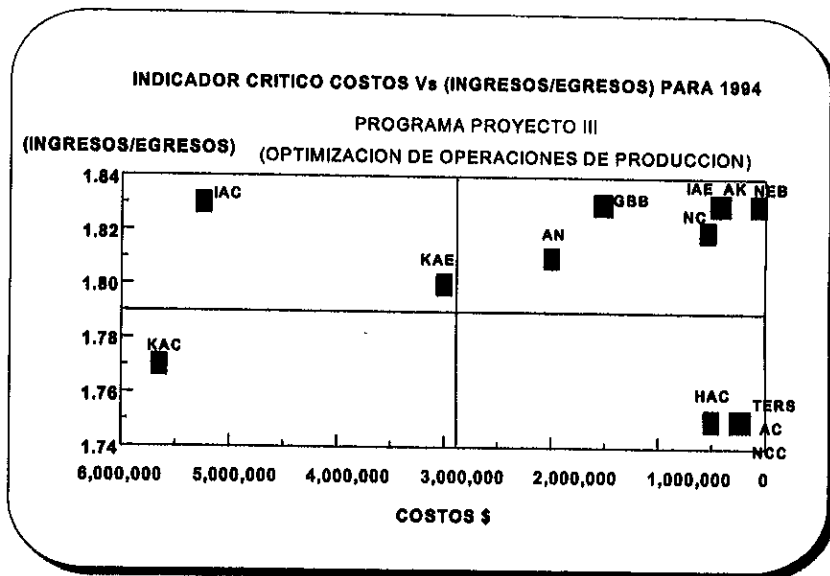 INDICADOR CRITICO COSTOS Vs (INGRESOS/EGRESOS) PARA 1994
PROGRAMA PROYECTO III
(INGRESOS/EGRESOS)
(OPTIMIZACION DE OPERACIONES DE PRODUCCION)
1.84
IAC
GBB
IAE AK NEB
1.82
NC
AN
KAE
1.80
1.78
KAC
1.76
HAC
TERS
AC
NCC
1.74
6,000,000 5,000,000 4,000,000 3,000,000 2,000,000 1,000,000 0
COSTOS $